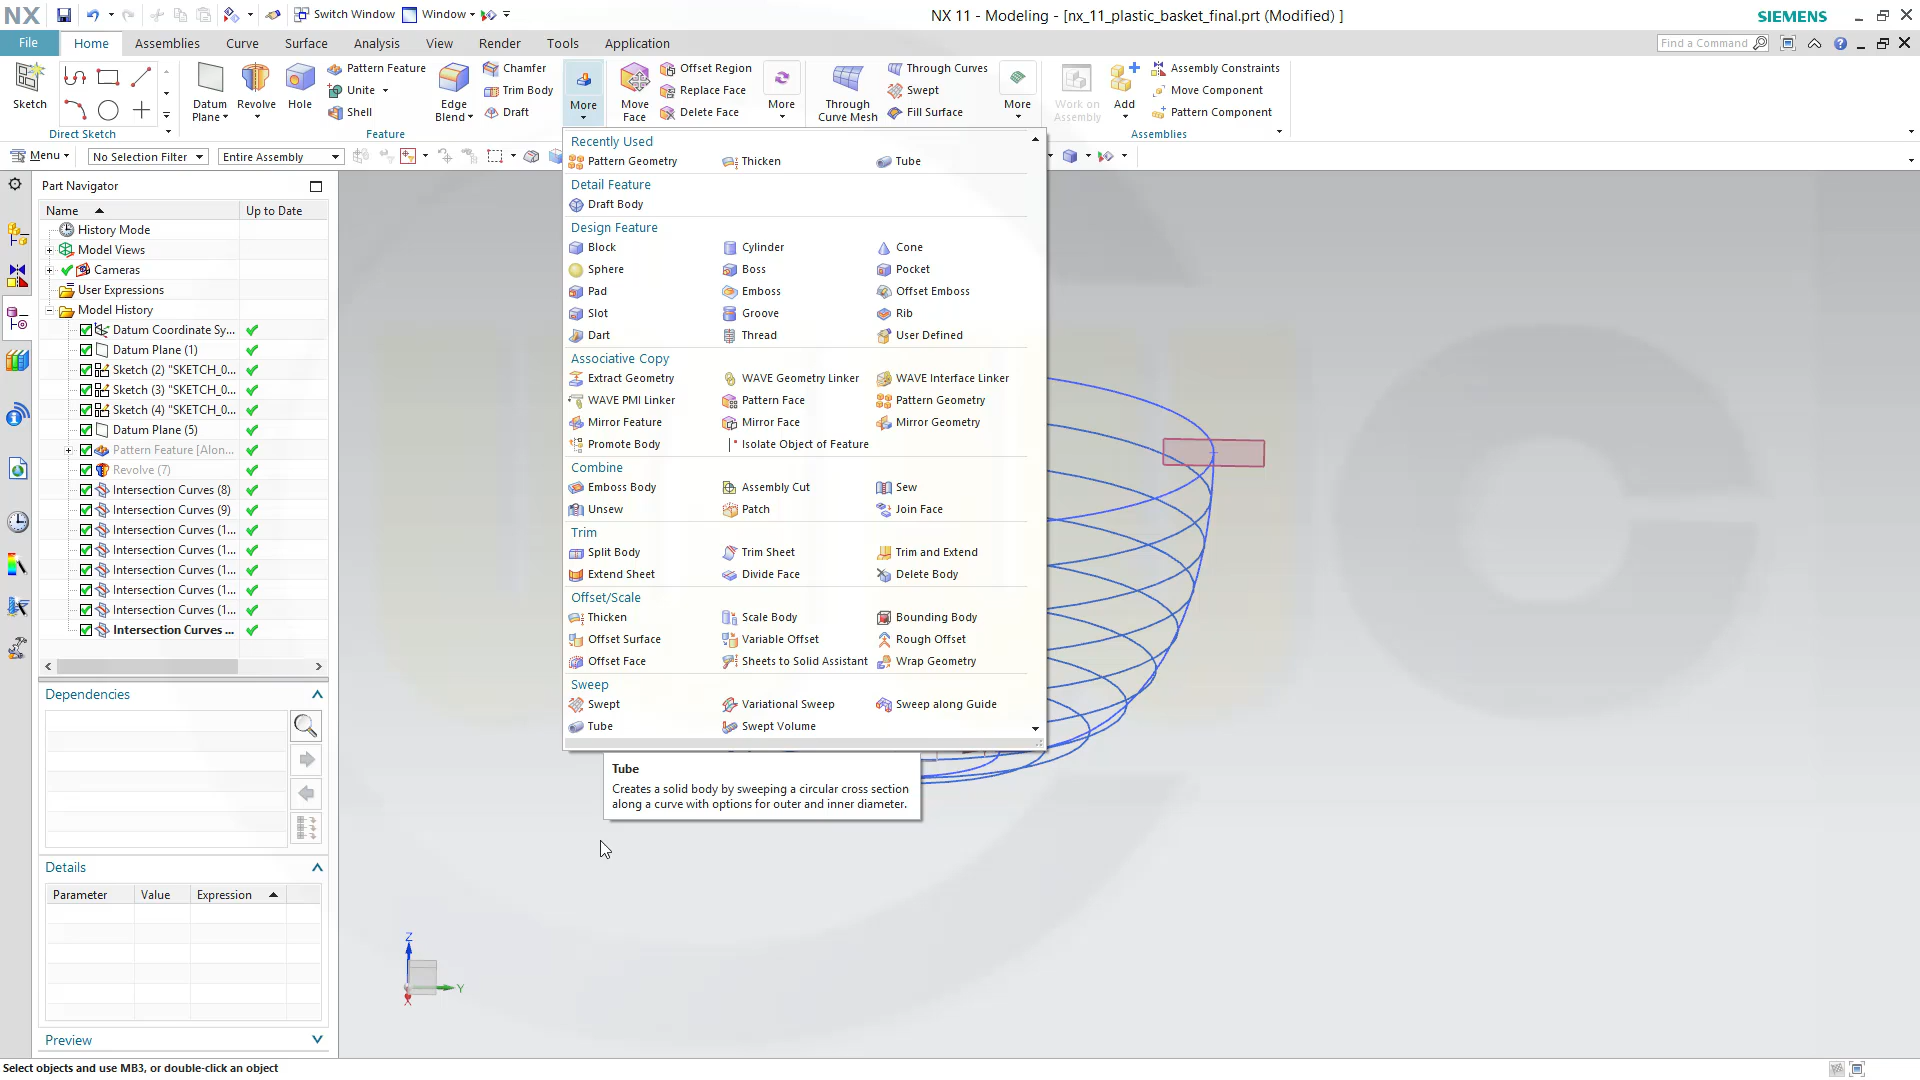 NX
Switch Window
Window
NX 11 - Modeling - [nx_11_plastic_basket_final.prt (Modified) ]
SIEMENS
File
Home
Assemblies
Curve
Surface
Analysis
View
Render
Tools
Application
Find a Command
Sketch
Datum
Plane
Revolve
Hole
Pattern Feature
Unite
Shell
Edge
Blend
Chamfer
Trim Body
Draft
More
Move
Face
Offset Region
Replace Face
Delete Face
More
Through
Curve Mesh
Through Curves
Swept
Fill Surface
More
Work on
Assembly
Add
Assembly Constraints
Move Component
Pattern Component
Direct Sketch
Feature
Assemblies
Menu
No Selection Filter
Entire Assembly
Part Navigator
Name
Up to Date
History Mode
Model Views
Cameras
User Expressions
Model History
Datum Coordinate Sy...
Datum Plane (1)
Sketch (2) "SKETCH_0...
Sketch (3) "SKETCH_0...
Sketch (4) "SKETCH_0...
Datum Plane (5)
Pattern Feature [Alon...
Revolve (7)
Intersection Curves (8)
Intersection Curves (9)
Intersection Curves (1...
Intersection Curves (1...
Intersection Curves (1...
Intersection Curves (1...
Intersection Curves (1...
Intersection Curves ...
Dependencies
Details
Parameter
Value
Expression
Preview
Recently Used
Pattern Geometry
Thicken
Tube
Detail Feature
Draft Body
Design Feature
Block
Cylinder
Cone
Sphere
Boss
Pocket
Pad
Emboss
Offset Emboss
Slot
Groove
Rib
Dart
Thread
User Defined
Associative Copy
Extract Geometry
WAVE Geometry Linker
WAVE Interface Linker
WAVE PMI Linker
Pattern Face
Pattern Geometry
Mirror Feature
Mirror Face
Mirror Geometry
Promote Body
Isolate Object of Feature
Combine
Emboss Body
Assembly Cut
Sew
Unsew
Patch
Join Face
Trim
Split Body
Trim Sheet
Trim and Extend
Extend Sheet
Divide Face
Delete Body
Offset/Scale
Thicken
Scale Body
Bounding Body
Offset Surface
Variable Offset
Rough Offset
Offset Face
Sheets to Solid Assistant
Wrap Geometry
Sweep
Swept
Variational Sweep
Sweep along Guide
Tube
Swept Volume
Tube
Creates a solid body by sweeping a circular cross section
along a curve with options for outer and inner diameter.
Z
Y
X
Select objects and use MB3, or double-click an object